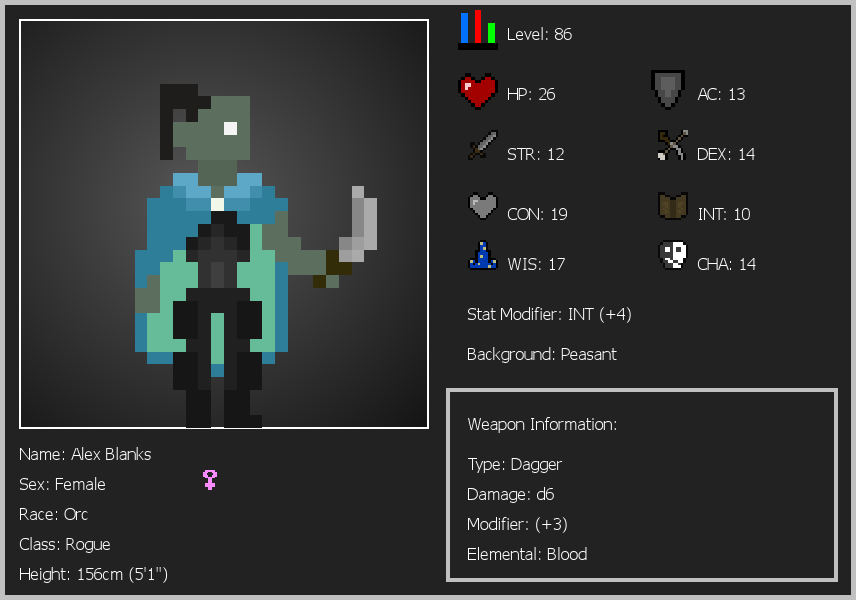 Level: 86
HP: 26
AC: 13
STR: 12
DEX: 14
CON: 19
INT: 10
WIS: 17
CHA: 14
Stat Modifier: INT (+4)
Background: Peasant
Weapon Information:
Type: Dagger
Damage: d6
Modifier: (+3)
Elemental: Blood
Name: Alex Blanks
Sex: Female
Race: Orc
Class: Rogue
Height: 156cm (5'1")